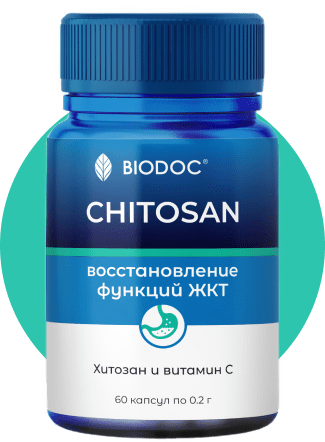 BIODOC®
CHITOSAN
восстановление
функций ЖКТ
Хитозан и витамин С
60 капсул по 0.2 г